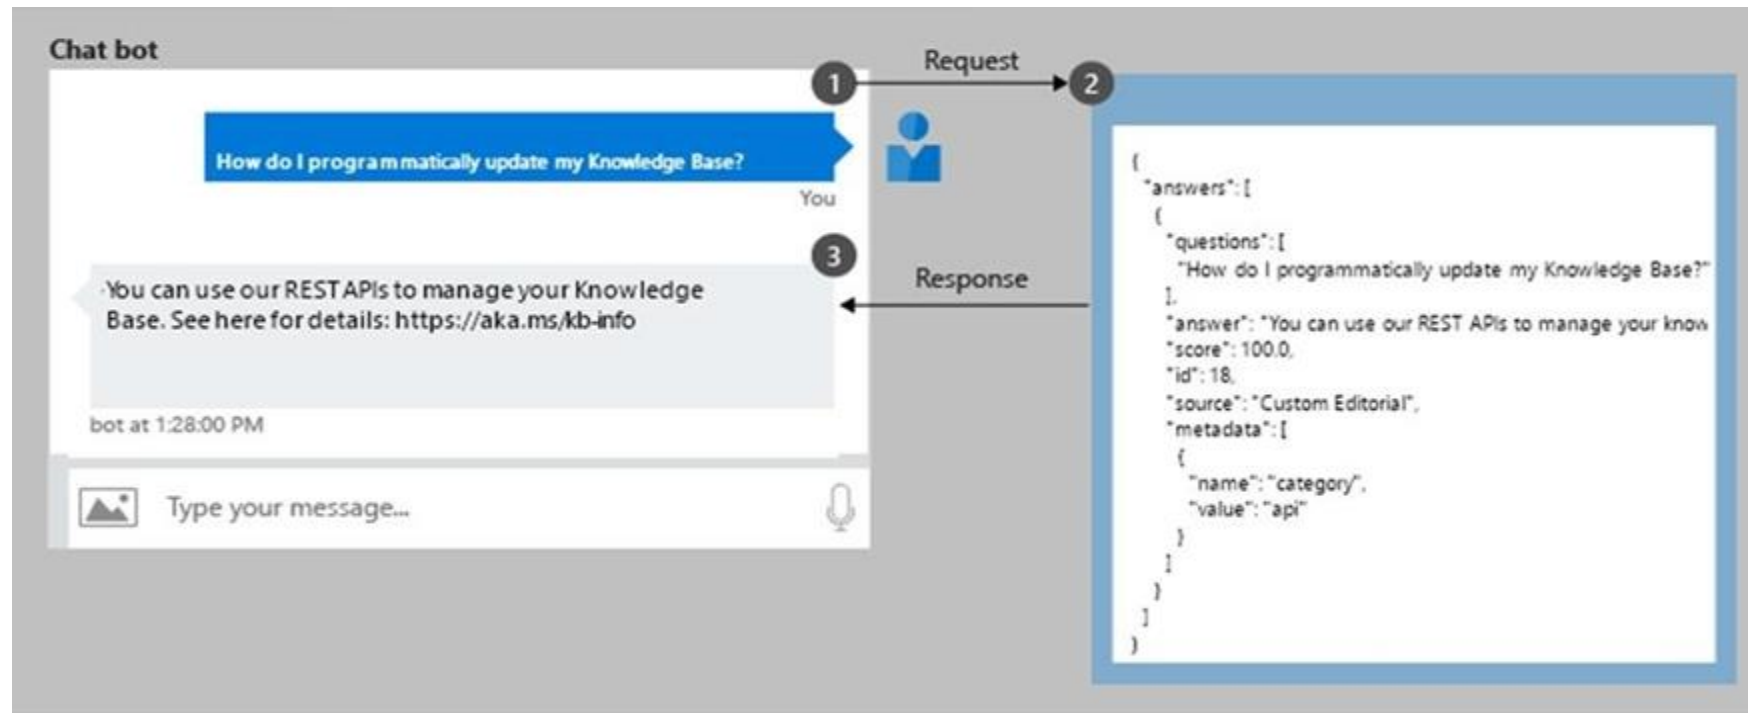 Chat bot
1
Request
2
How do I programmatically update my Knowledge Base?
You
3
Response
You can use our REST APIs to manage your Knowledge
Base. See here for details: https://aka.ms/kb-info
bot at 1:28:00 PM
Type your message...
{
"answers": [
{
"questions": [
"How do I programmatically update my Knowledge Base?"
],
"answer": "You can use our REST APIs to manage your know
"score": 100.0,
"id": 18,
"source": "Custom Editorial",
"metadata": [
{
"name": "category",
"value": "api"
}
]
}
]
}